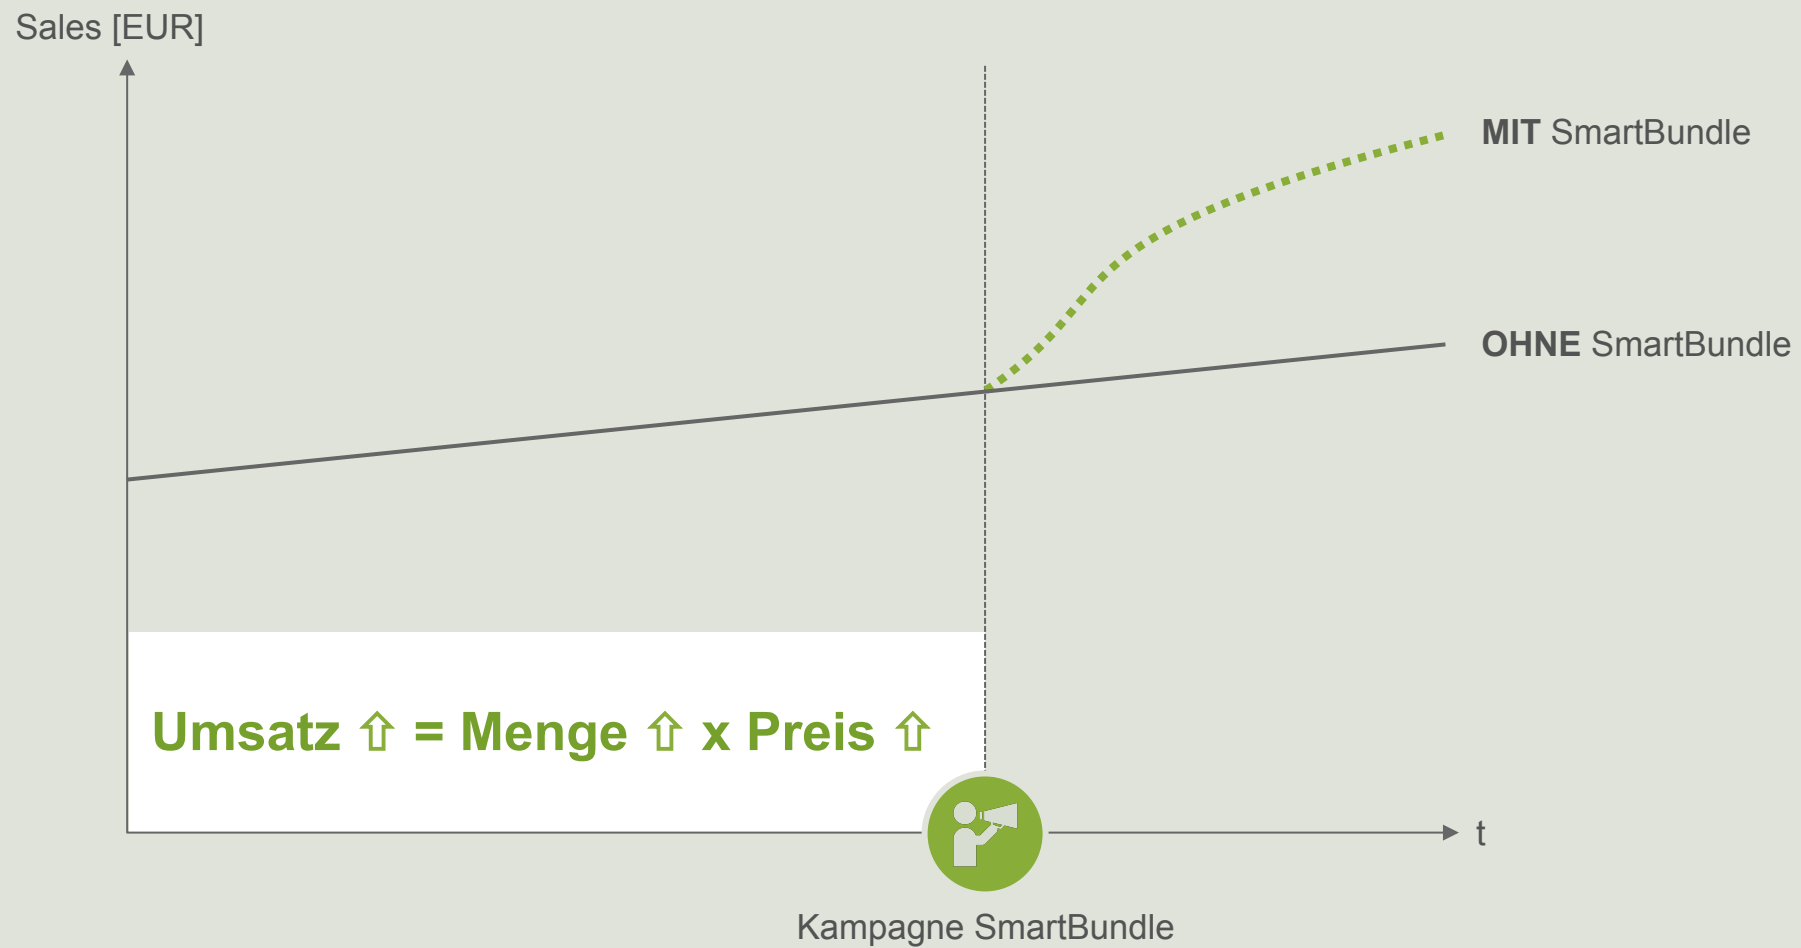 Sales [EUR]
MIT SmartBundle
OHNE SmartBundle
Umsatz ⇧ = Menge ⇧ x Preis ⇧
t
Kampagne SmartBundle